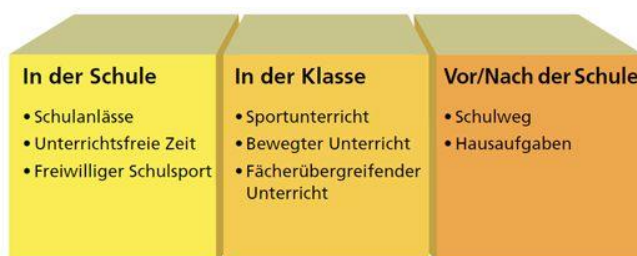 In der Schule
• Schulanlässe
• Unterrichtsfreie Zeit
• Freiwilliger Schulsport
In der Klasse
• Sportunterricht
• Bewegter Unterricht
• Fächerübergreifender
Unterricht
Vor/Nach der Schule
• Schulweg
• Hausaufgaben